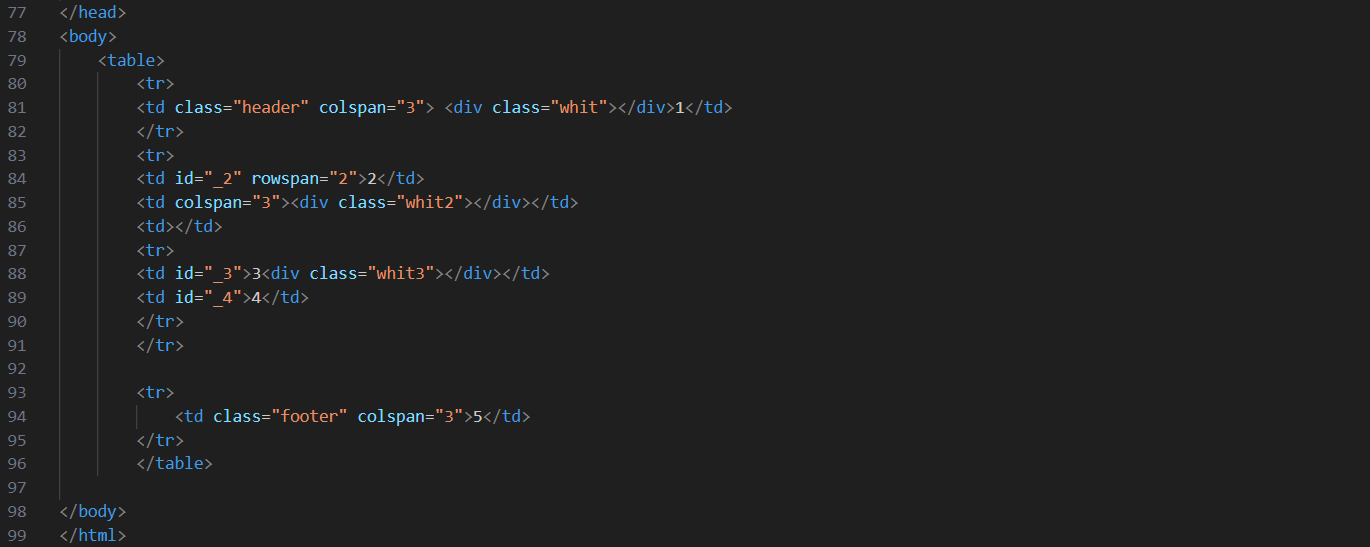 77 </head>
78 <body>
79 <table>
80 <tr>
81 <td class="header" colspan="3"> <div class="whit"></div>1</td>
82 </tr>
83 <tr>
84 <td id="_2" rowspan="2">2</td>
85 <td colspan="3"><div class="whit2"></div></td>
86 <td></td>
87 <tr>
88 <td id="_3">3<div class="whit3"></div></td>
89 <td id="_4">4</td>
90 </tr>
91 </tr>
92
93 <tr>
94 <td class="footer" colspan="3">5</td>
95 </tr>
96 </table>
97
98 </body>
99 </html>